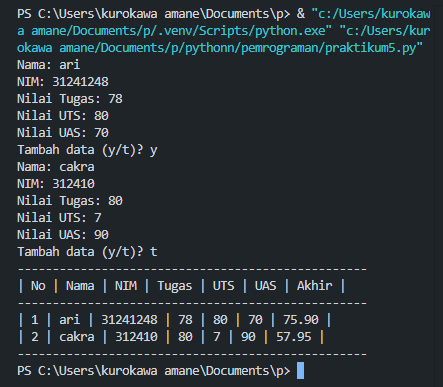 PS C:\Users\kurokawa amane\Documents\p> & "c:/Users/kurokaw
a amane/Documents/p/.venv/Scripts/python.exe" "c:/Users/kur
okawa amane/Documents/p/pythonn/pemrograman/praktikum5.py"
Nama: ari
NIM: 31241248
Nilai Tugas: 78
Nilai UTS: 80
Nilai UAS: 70
Tambah data (y/t)? y
Nama: cakra
NIM: 312410
Nilai Tugas: 80
Nilai UTS: 7
Nilai UAS: 90
Tambah data (y/t)? t
--------------------------------------------------
| No | Nama | NIM | Tugas | UTS | UAS | Akhir |
--------------------------------------------------
| 1 | ari | 31241248 | 78 | 80 | 70 | 75.90 |
| 2 | cakra | 312410 | 80 | 7 | 90 | 57.95 |
--------------------------------------------------
PS C:\Users\kurokawa amane\Documents\p>